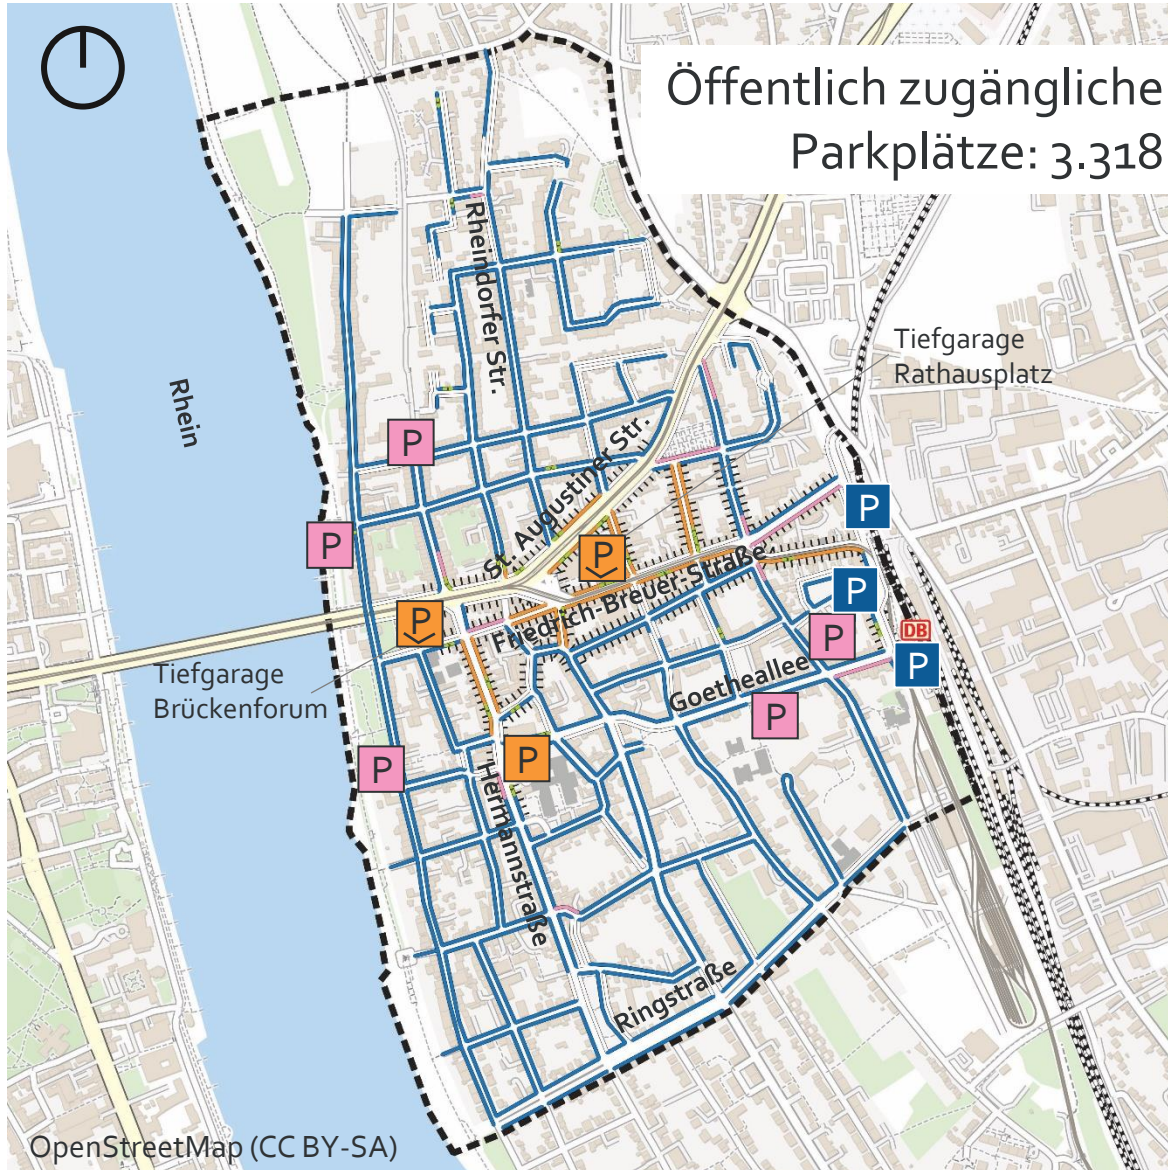 Öffentlich zugängliche
Parkplätze: 3.318
Rheindorfer Str.
Tiefgarage
Rathausplatz
Rhein
P
St. Augustiner Str.
P
P
P
P
Friedrich-Breuer-Straße
P
P
P
DB
P
Tiefgarage
Brückenforum
Goetheallee
P
P
P
Hermannstraße
Ringstraße
OpenStreetMap (CC BY-SA)